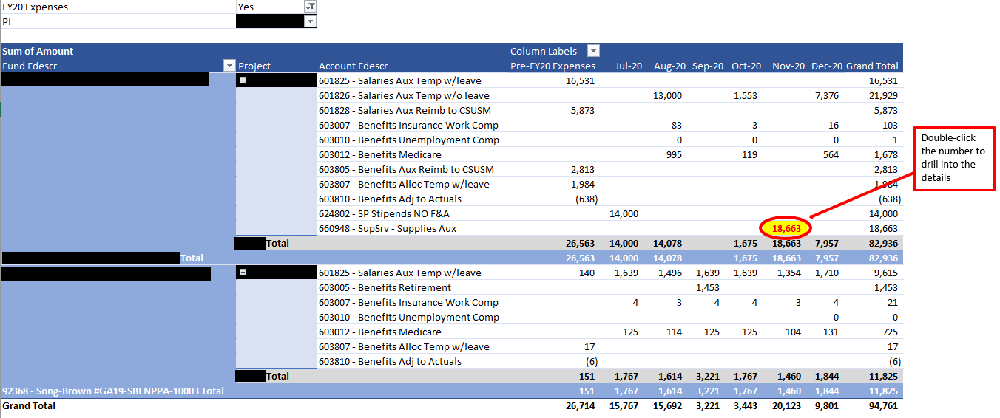 FY20 Expenses Yes
PI
Sum of Amount Column Labels
Fund Fdescr Project Account Fdescr Pre-FY20 Expenses Jul-20 Aug-20 Sep-20 Oct-20 Nov-20 Dec-20 Grand Total
601825 - Salaries Aux Temp w/leave 16,531 16,531
601826 - Salaries Aux Temp w/o leave 13,000 1,553 7,376 21,929
601828 - Salaries Aux Reimb to CSUSM 5,873 5,873
603007 - Benefits Insurance Work Comp 83 3 16 103
603010 - Benefits Unemployment Comp 0 0 0 1
603012 - Benefits Medicare 995 119 564 1,678
603805 - Benefits Aux Reimb to CSUSM 2,813 2,813
603807 - Benefits Alloc Temp w/leave 1,984 1,984
603810 - Benefits Adj to Actuals (638) (638)
624802 - SP Stipends NO F&A 14,000 14,000
660948 - SupSrv - Supplies Aux 18,663 18,663
Total 26,563 14,000 14,078 1,675 18,663 7,957 82,936
Total 26,563 14,000 14,078 1,675 18,663 7,957 82,936
601825 - Salaries Aux Temp w/leave 140 1,639 1,496 1,639 1,639 1,354 1,710 9,615
603005 - Benefits Retirement 1,453 1,453
603007 - Benefits Insurance Work Comp 4 3 4 4 3 4 21
603010 - Benefits Unemployment Comp 0 0
603012 - Benefits Medicare 125 114 125 125 104 131 725
603807 - Benefits Alloc Temp w/leave 17 17
603810 - Benefits Adj to Actuals (6) (6)
Total 151 1,767 1,614 3,221 1,767 1,460 1,844 11,825
92368 - Song-Brown #GA19-SBFNPPA-10003 Total 151 1,767 1,614 3,221 1,767 1,460 1,844 11,825
Grand Total 26,714 15,767 15,692 3,221 3,443 20,123 9,801 94,761
Double-click
the number to
drill into the
details